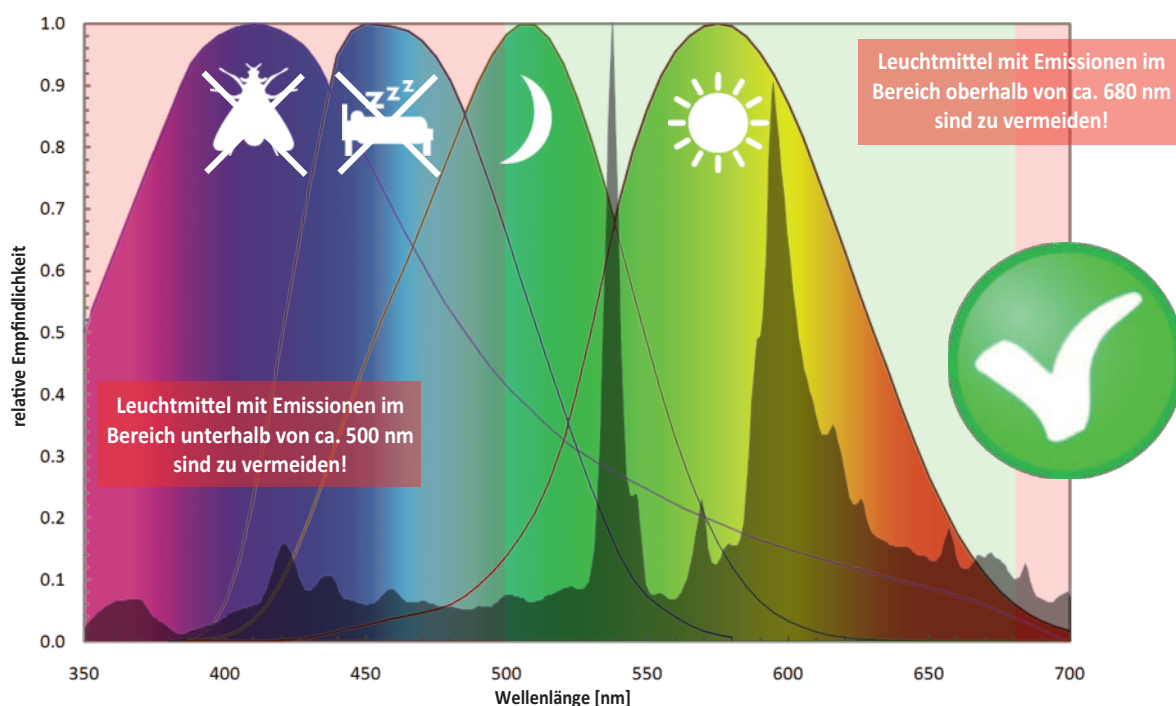 1.0
0.9
0.8
0.7
0.6
0.5
0.4
0.3
0.2
0.1
0.0
relative Empfindlichkeit
zzz
Leuchtmittel mit Emissionen im
Bereich oberhalb von ca. 680 nm
sind zu vermeiden!
Leuchtmittel mit Emissionen im
Bereich unterhalb von ca. 500 nm
sind zu vermeiden!
350 400 450 500 550 600 650 700
Wellenlänge [nm]